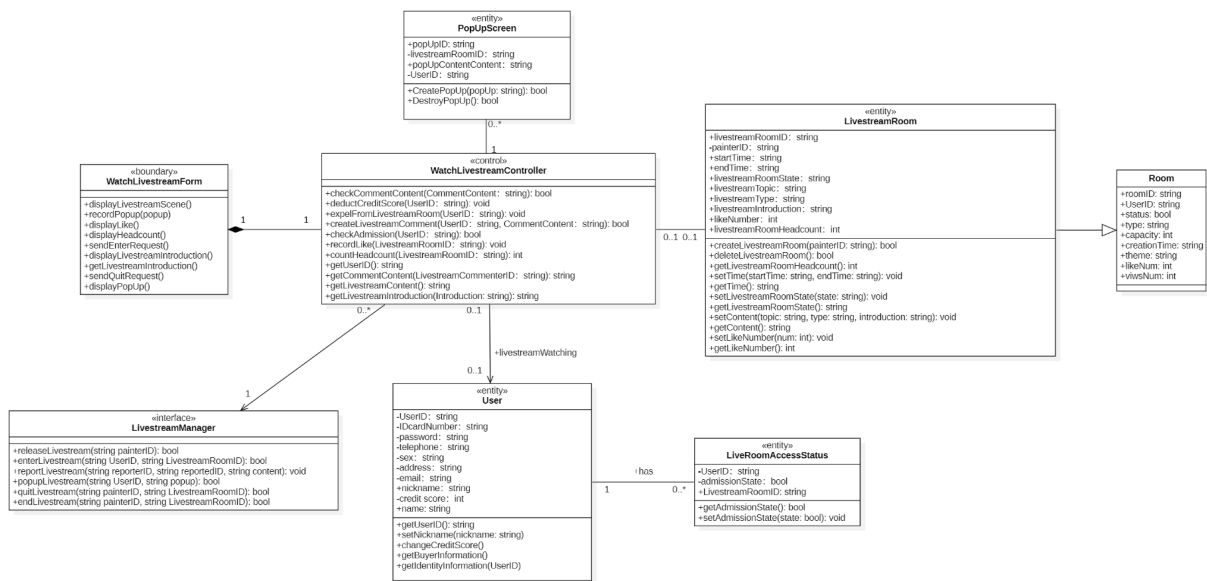 «entity»
PopUpScreen
+popUpID: string
-livestreamRoomID: string
+popUpContentContent: string
-UserID: string
+CreatePopUp(popUp: string): bool
+DestroyPopUp(): bool
0..*
1
«boundary»
WatchLivestreamForm
+displayLivestreamScene()
+recordPopup(popup)
+displayLike()
+displayHeadcount()
+sendEnterRequest()
+displayLivestreamIntroduction()
+getLivestreamIntroduction()
+sendQuitRequest()
+displayPopUp()
1
1
«control»
WatchLivestreamController
+checkCommentContent(CommentContent: string): bool
+deductCreditScore(UserID: string): void
+expelFromLivestreamRoom(UserID: string): void
+createLivestreamComment(UserID: string, CommentContent: string): bool
+checkAdmission(UserID: string): bool
+recordLike(LivestreamRoomID: string): void
+countHeadcount(LivestreamRoomID: string): int
+getUserID(): string
+getCommentContent(LivestreamCommenterID: string): string
+getLivestreamContent(): string
+getLivestreamIntroduction(Introduction: string): string
0..1
0..1
«entity»
LivestreamRoom
+livestreamRoomID: string
-painterID: string
+startTime: string
+endTime: string
+livestreamRoomState: string
+livestreamTopic: string
+livestreamType: string
+livestreamIntroduction: string
+likeNumber: int
+livestreamRoomHeadcount: int
+createLivestreamRoom(painterID: string): bool
+deleteLivestreamRoom(): bool
+getLivestreamRoomHeadcount(): int
+setTime(startTime: string, endTime: string): void
+getTime(): string
+setLivestreamRoomState(state: string): void
+getLivestreamRoomState(): string
+setContent(topic: string, type: string, introduction: string): void
+getContent(): string
+setLikeNumber(num: int): void
+getLikeNumber(): int
Room
+roomID: string
+UserID: string
+status: bool
+type: string
+capacity: int
+creationTime: string
+theme: string
+likeNum: int
+viwsNum: int
0..*
1
0..1
+livestreamWatching
0..1
«interface»
LivestreamManager
+releaseLivestream(string painterID): bool
+enterLivestream(string UserID, string LivestreamRoomID): bool
+reportLivestream(string reporterID, string reportedID, string content): void
+popupLivestream(string UserID, string popup): bool
+quitLivestream(string painterID, string LivestreamRoomID): bool
+endLivestream(string painterID, string LivestreamRoomID): bool
«entity»
User
-UserID: string
-IDcardNumber: string
-password: string
-telephone: string
-sex: string
-address: string
-email: string
+nickname: string
-credit score: int
+name: string
+getUserID(): string
+setNickname(nickname: string)
+changeCreditScore()
+getBuyerInformation()
+getIdentityInformation(UserID)
+has
1
0..*
«entity»
LiveRoomAccessStatus
-UserID: string
-admissionState: bool
+LivestreamRoomID: string
+getAdmissionState(): bool
+setAdmissionState(state: bool): void